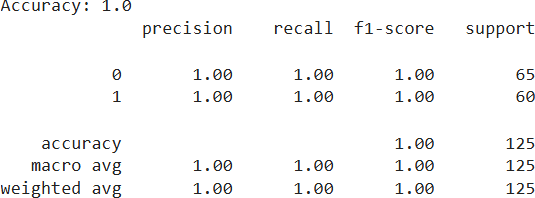 Accuracy: 1.0
precision recall f1-score support
0 1.00 1.00 1.00 65
1 1.00 1.00 1.00 60
accuracy 1.00 125
macro avg 1.00 1.00 1.00 125
weighted avg 1.00 1.00 1.00 125